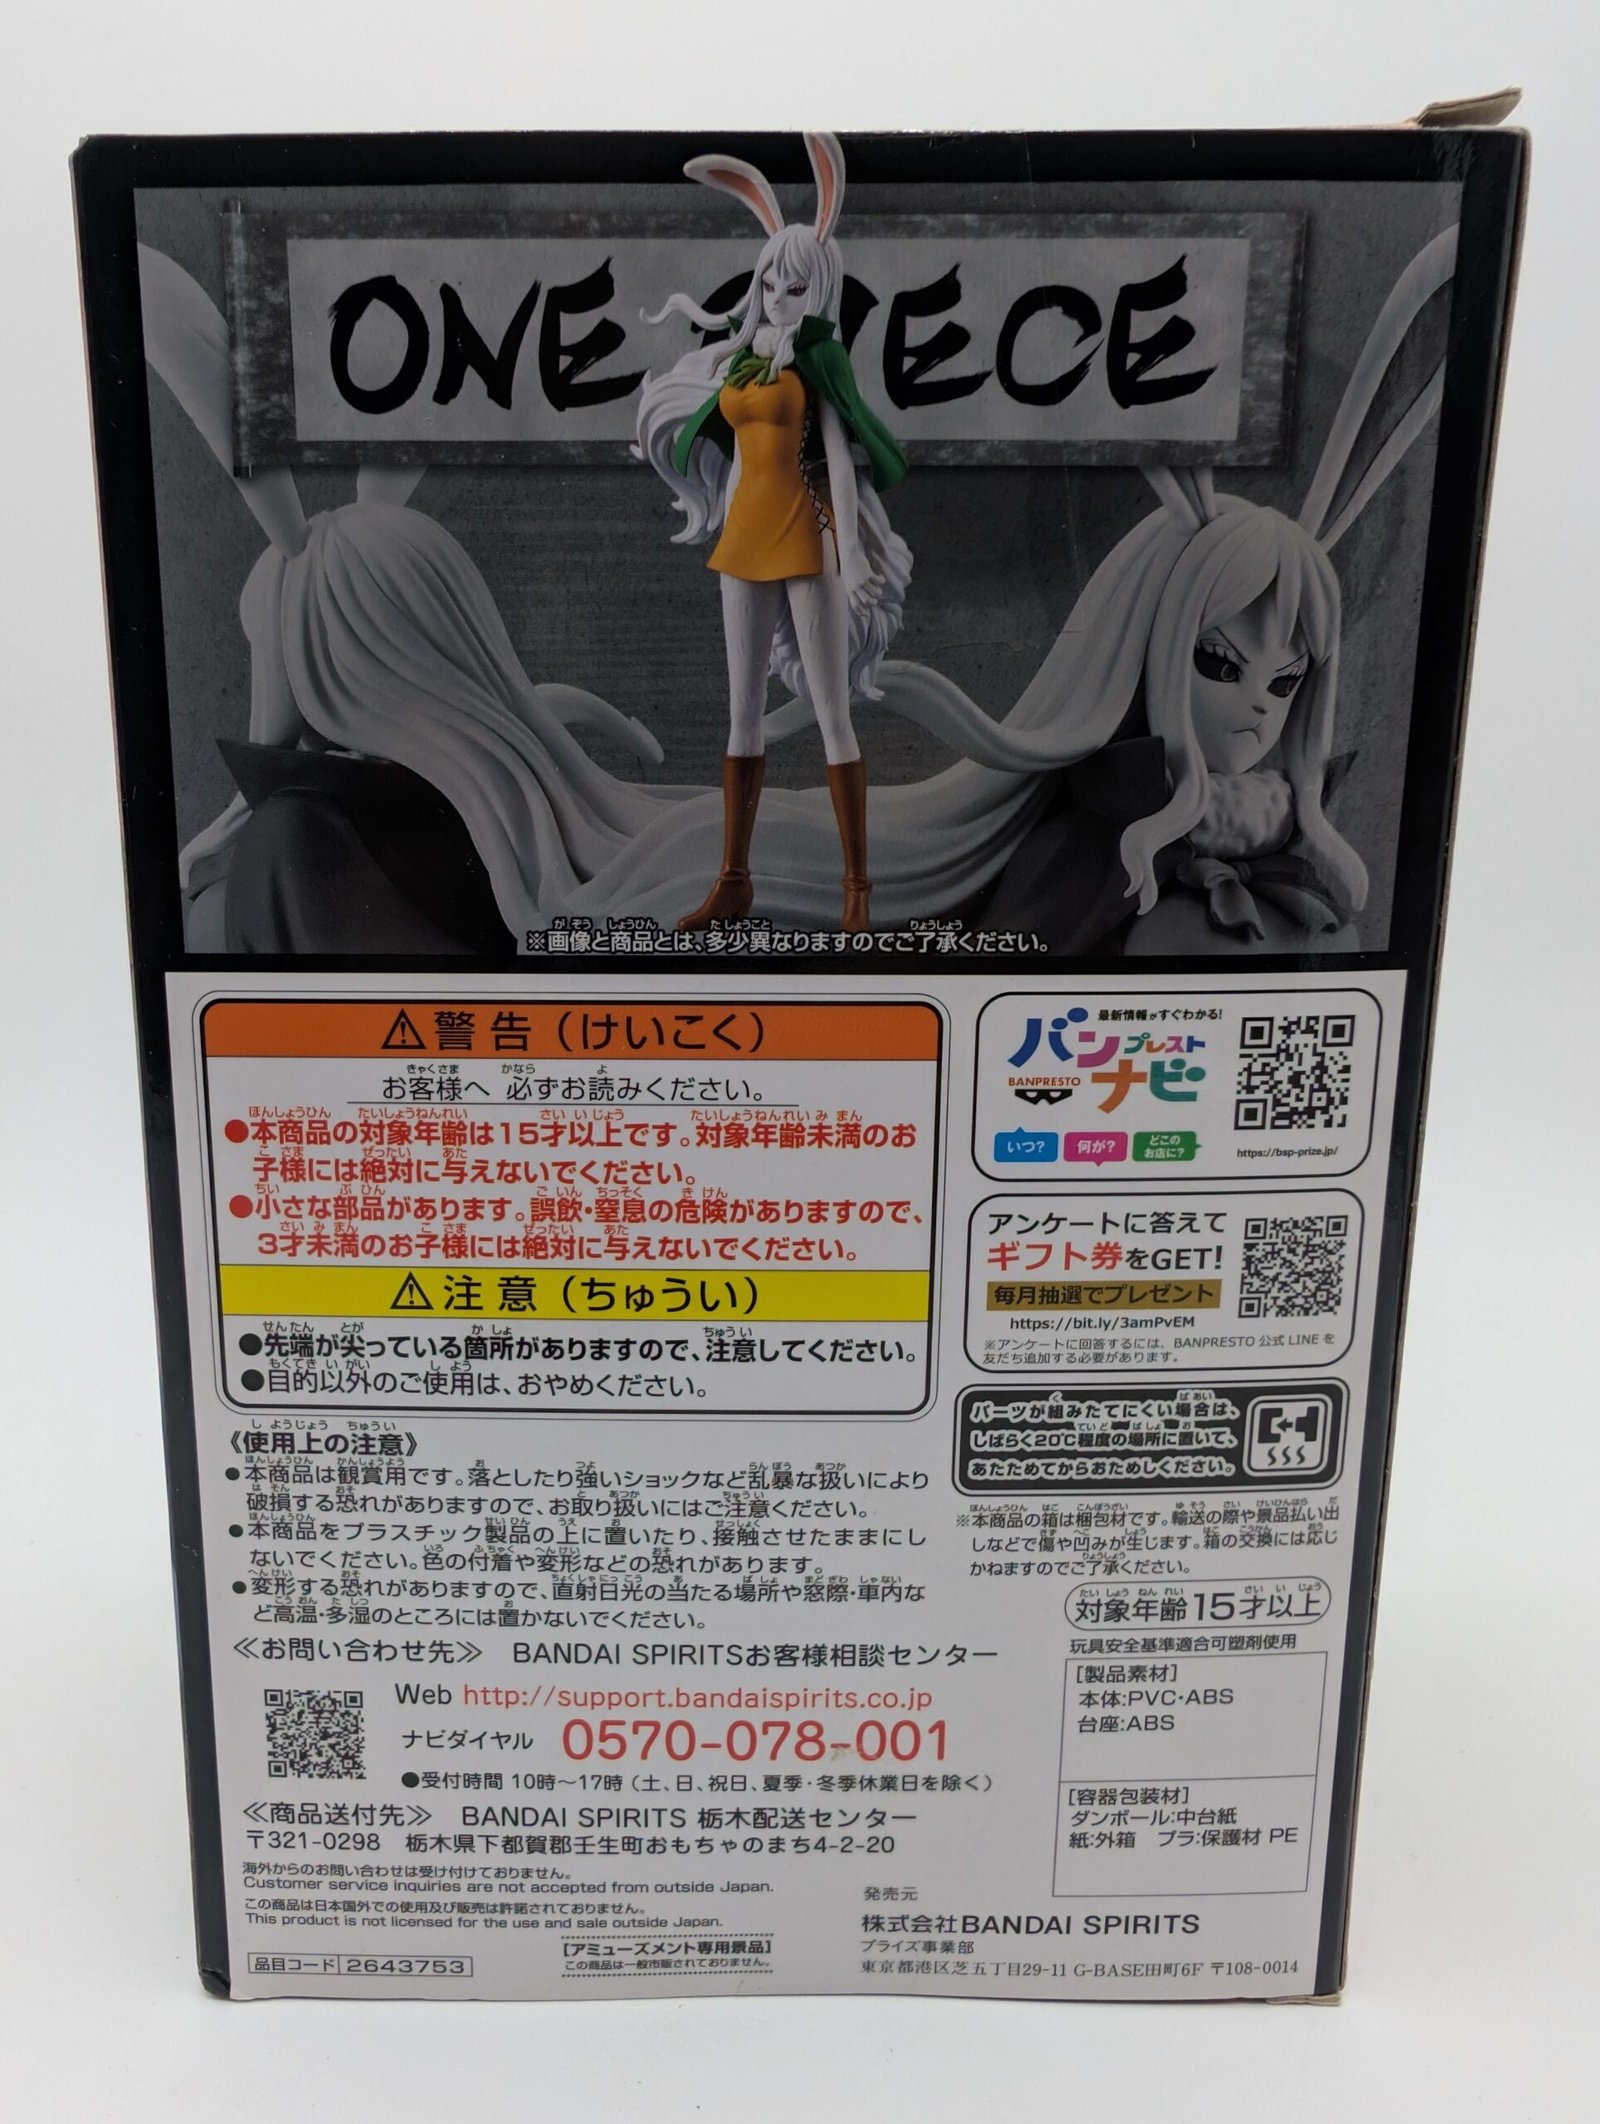 ONE PIECE
※画像と商品とは、多少異なりますのでご了承ください。
⚠警告（けいこく）
お客様へ 必ずお読みください。
●本商品の対象年齢は15才以上です。対象年齢未満のお
子様には絶対に与えないでください。
●小さな部品があります。誤飲・窒息の危険がありますので、
3才未満のお子様には絶対に与えないでください。
⚠注意（ちゅうい）
●先端が尖っている箇所がありますので、注意してください。
●目的以外のご使用は、おやめください。
《使用上の注意》
●本商品は観賞用です。落としたり強いショックなど乱暴な扱いにより
破損する恐れがありますので、お取り扱いにはご注意ください。
●本商品をプラスチック製品の上に置いたり、接触させたままにし
ないでください。色の付着や変形などの恐れがあります。
●変形する恐れがありますので、直射日光の当たる場所や窓際・車内な
ど高温・多湿のところには置かないでください。
≪お問い合わせ先≫ BANDAI SPIRITSお客様相談センター
Web http://support.bandaispirits.co.jp
ナビダイヤル 0570-078-001
●受付時間 10時～17時（土、日、祝日、夏季・冬季休業日を除く）
≪商品送付先≫ BANDAI SPIRITS 栃木配送センター
〒321-0298 栃木県下都賀郡壬生町おもちゃのまち4-2-20
海外からのお問い合わせは受け付けておりません。
Customer service inquiries are not accepted from outside Japan.
この商品は日本国外での使用及び販売は許諾されておりません。
This product is not licensed for the use and sale outside Japan.
品目コード 2643753
[アミューズメント専用景品]
この商品は一般市販されておりません。
最新情報がすぐわかる!
バンプレストナビ
BANPRESTO
いつ?
何が?
どこのお店に?
https://bsp-prize.jp/
アンケートに答えて
ギフト券をGET!
毎月抽選でプレゼント
https://bit.ly/3amPvEM
※アンケートに回答するには、BANPRESTO 公式 LINE を
友だち追加する必要があります。
パーツが組みたてにくい場合は、
しばらく20℃程度の場所に置いて、
あたためてからおためしください。
※本商品の箱は梱包材です。輸送の際や景品払い出
しなどで傷や凹みが生じます。箱の交換には応じ
かねますのでご了承ください。
対象年齢15才以上
玩具安全基準適合可塑剤使用
[製品素材]
本体:PVC・ABS
台座:ABS
[容器包装材]
ダンボール:中台紙
紙:外箱 プラ:保護材 PE
発売元
株式会社BANDAI SPIRITS
プライズ事業部
東京都港区芝五丁目29-11 G-BASE田町6F 〒108-0014